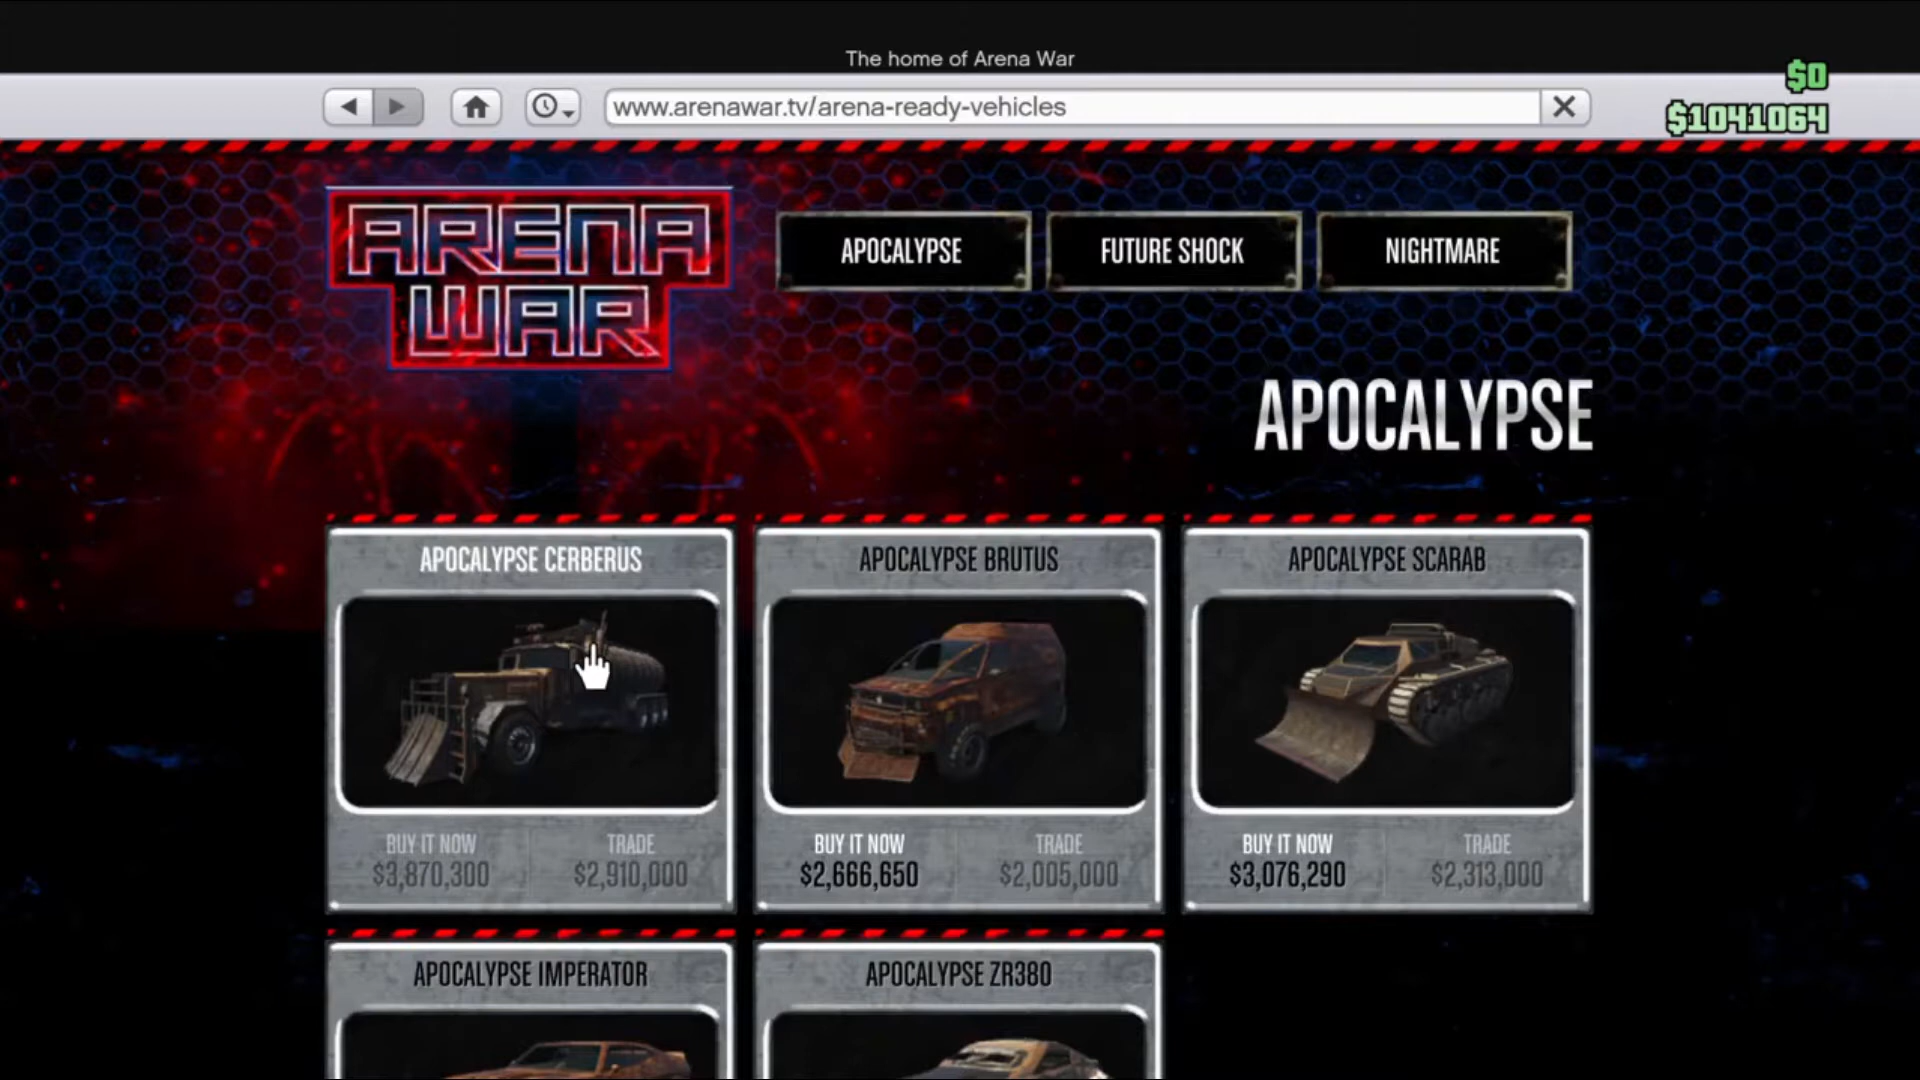 The home of Arena War
$0
www.arenawar.tv/arena-ready-vehicles
$1041064
ARENA
WAR
APOCALYPSE
FUTURE SHOCK
NIGHTMARE
APOCALYPSE
APOCALYPSE CERBERUS
APOCALYPSE BRUTUS
APOCALYPSE SCARAB
BUY IT NOW
TRADE
$3,870,300
$2,910,000
BUY IT NOW
TRADE
$2,666,650
$2,005,000
BUY IT NOW
TRADE
$3,076,290
$2,313,000
APOCALYPSE IMPERATOR
APOCALYPSE ZR380